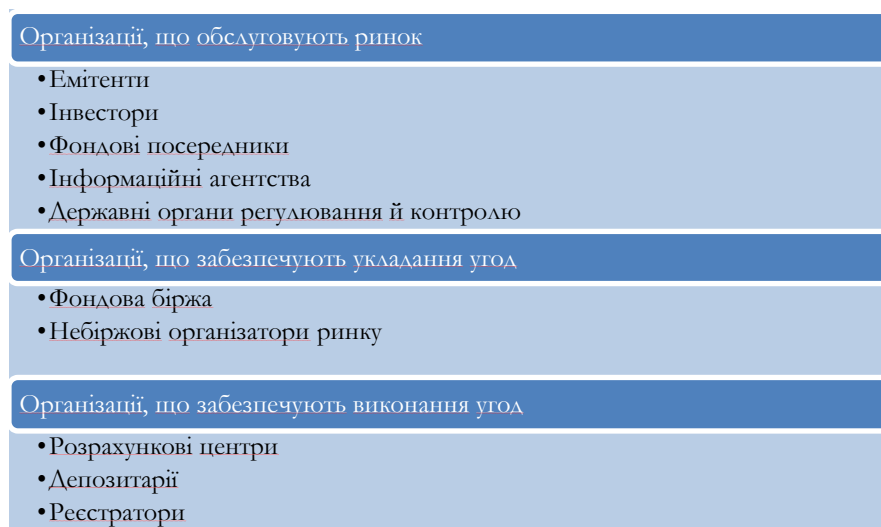 Організації, що обслуговують ринок
•Емітенти
•Інвестори
•Фондові посередники
•Інформаційні агентства
•Державні органи регулювання й контролю
Організації, що забезпечують укладання угод
•Фондова біржа
•Небіржові організатори ринку
Організації, що забезпечують виконання угод
•Розрахункові центри
•Депозитарії
•Реєстратори